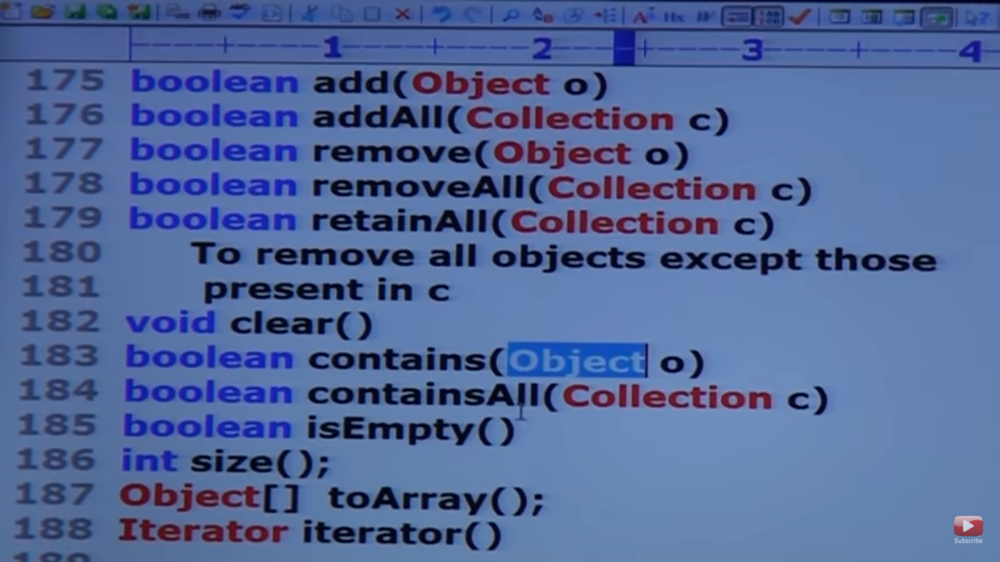 1 2 3 4
175 boolean add(Object o)
176 boolean addAll(Collection c)
177 boolean remove(Object o)
178 boolean removeAll(Collection c)
179 boolean retainAll(Collection c)
180 To remove all objects except those
181 present in c
182 void clear()
183 boolean contains(Object o)
184 boolean containsAll(Collection c)
185 boolean isEmpty()
186 int size();
187 Object[] toArray();
188 Iterator iterator()
189
Subscribe